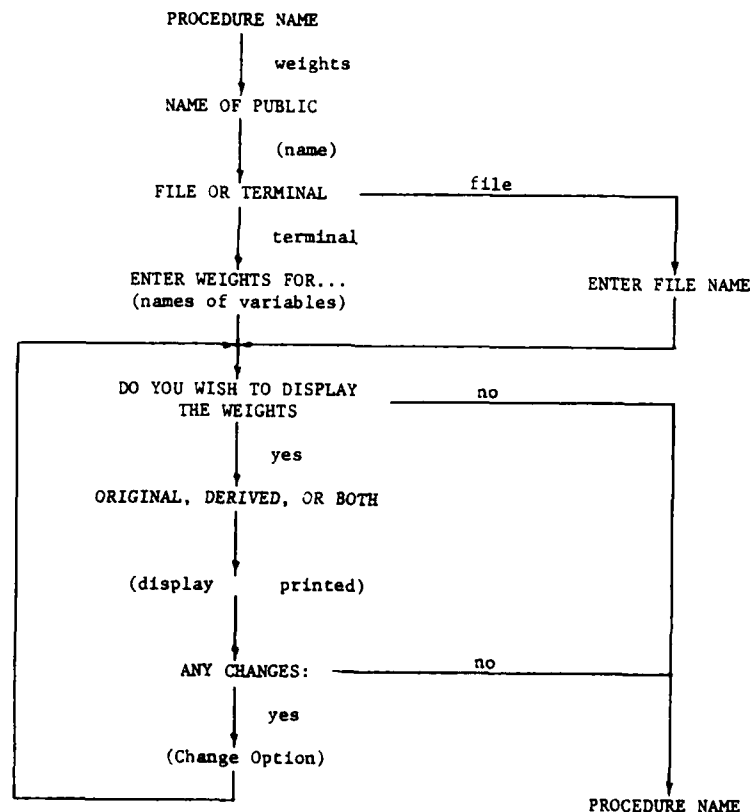 PROCEDURE NAME
weights
NAME OF PUBLIC
(name)
FILE OR TERMINAL
file
terminal
ENTER WEIGHTS FOR...
(names of variables)
ENTER FILE NAME
DO YOU WISH TO DISPLAY
THE WEIGHTS
no
yes
ORIGINAL, DERIVED, OR BOTH
(display printed)
ANY CHANGES:
no
yes
(Change Option)
PROCEDURE NAME